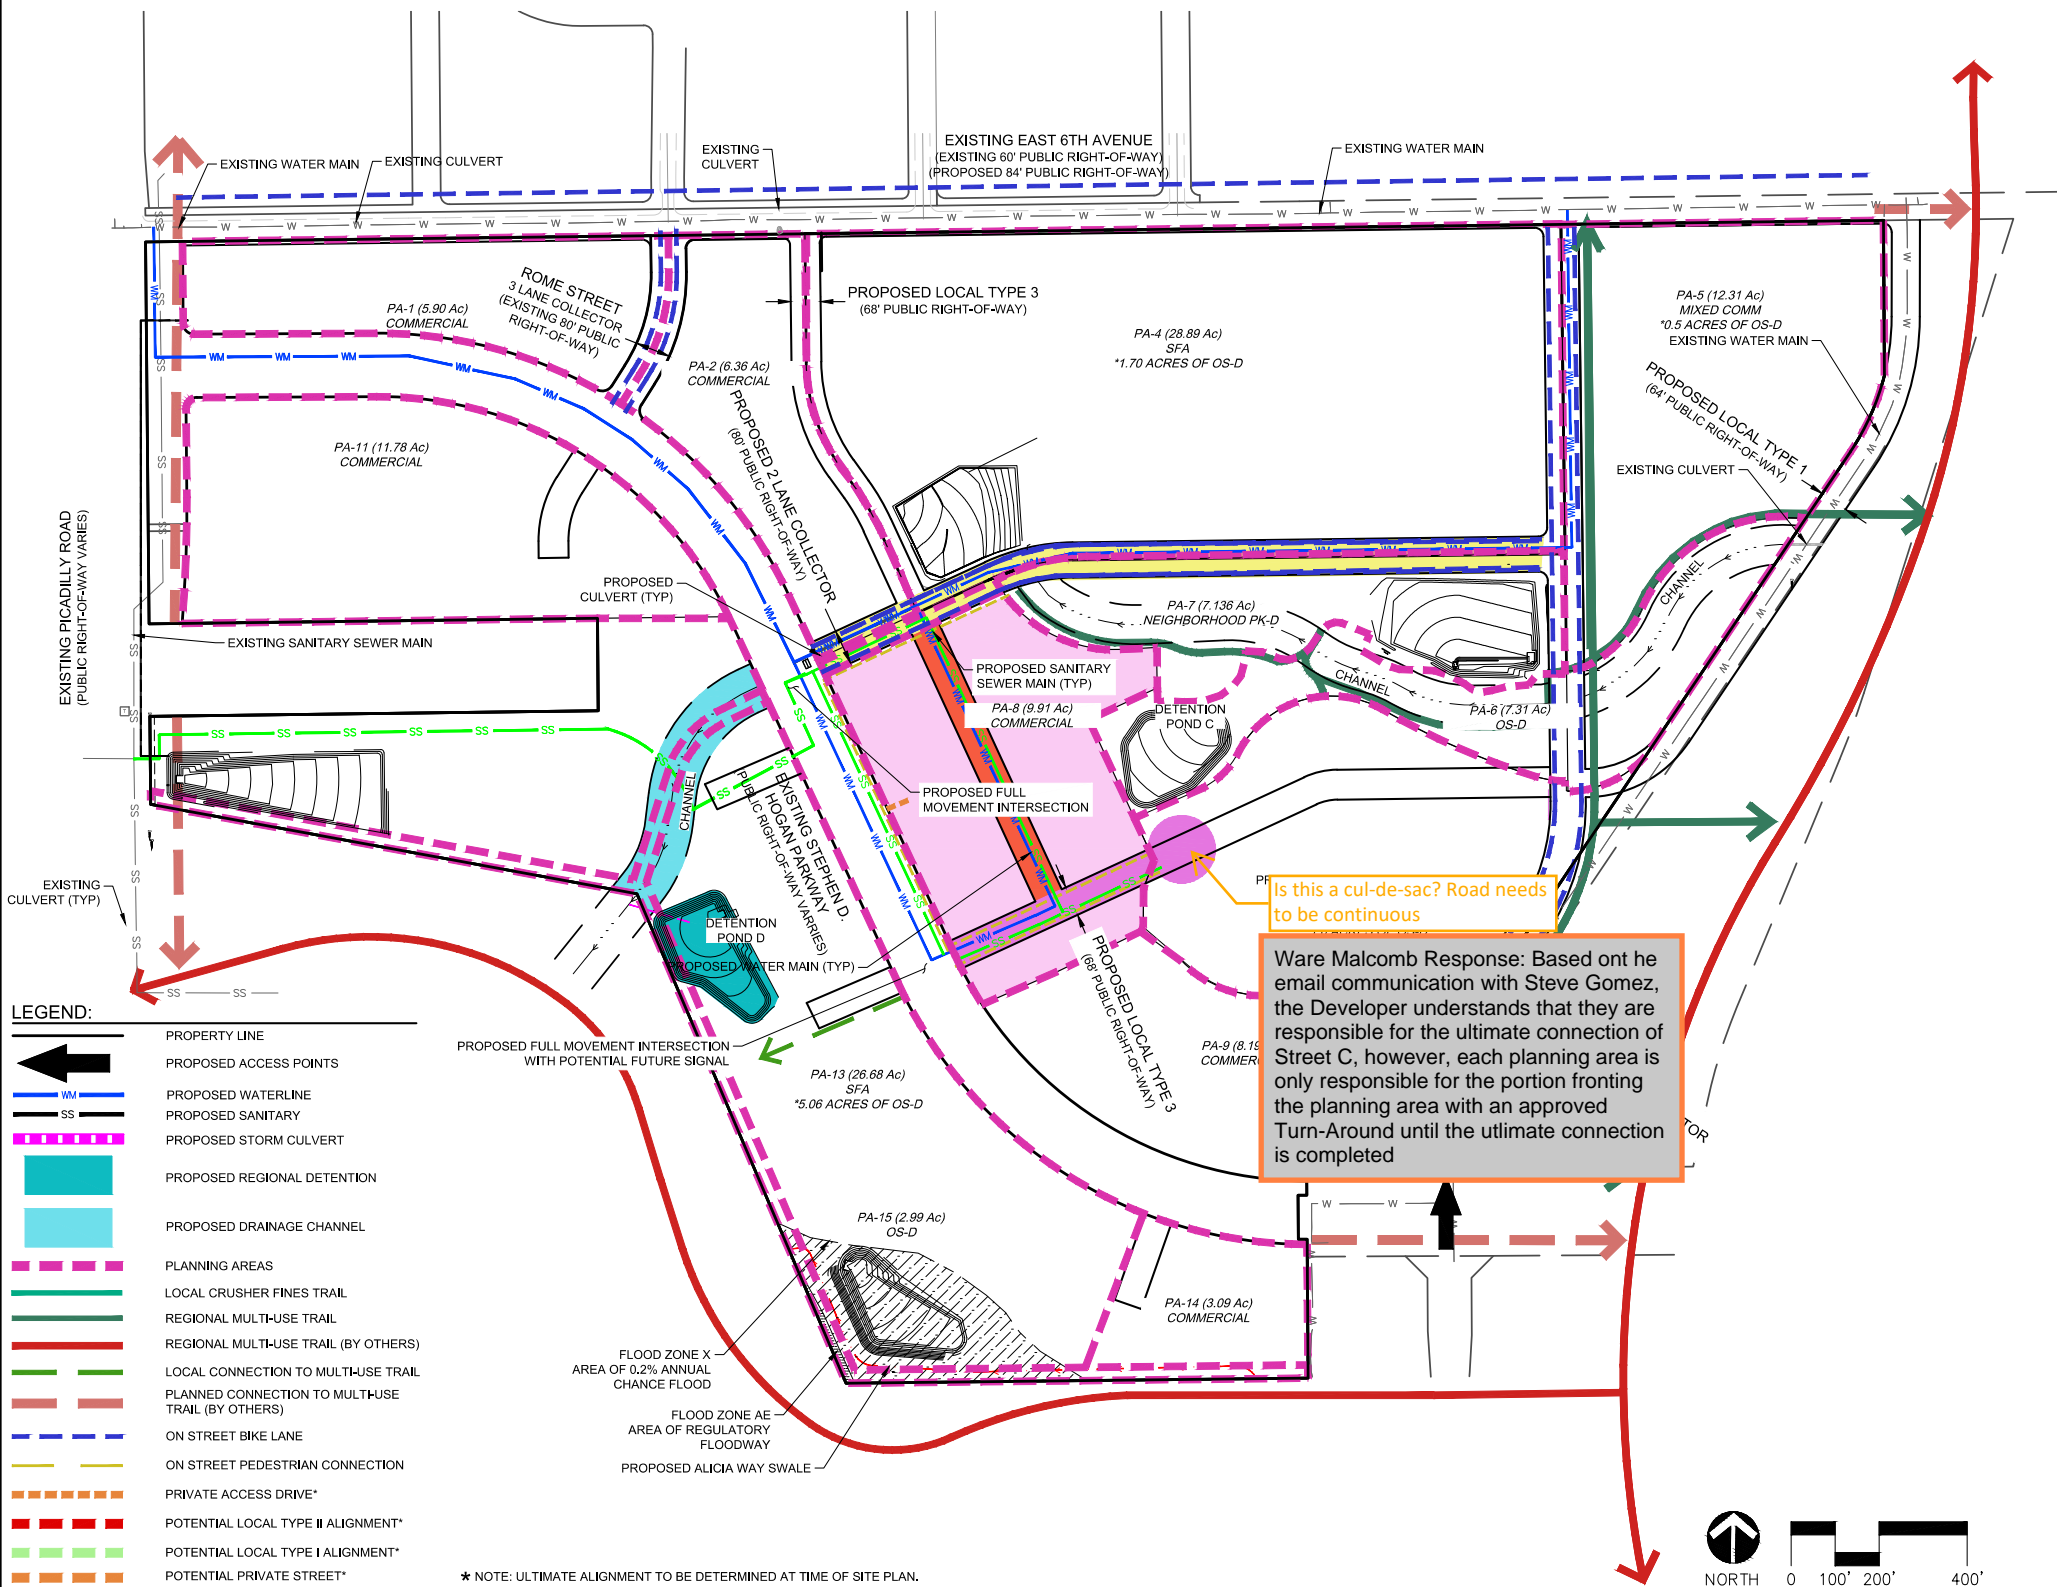 EXISTING EAST 6TH AVENUE
(EXISTING 60' PUBLIC RIGHT-OF-WAY)
(PROPOSED 84' PUBLIC RIGHT-OF-WAY)
EXISTING WATER MAIN
EXISTING CULVERT
EXISTING
CULVERT
EXISTING WATER MAIN
ROME STREET
3 LANE COLLECTOR
(EXISTING 80' PUBLIC
RIGHT-OF-WAY)
PA-1 (5.90 Ac)
COMMERCIAL
PA-2 (6.36 Ac)
COMMERCIAL
PROPOSED LOCAL TYPE 3
(68' PUBLIC RIGHT-OF-WAY)
PA-4 (28.89 Ac)
SFA
*1.70 ACRES OF OS-D
PA-5 (12.31 Ac)
MIXED COMM
*0.5 ACRES OF OS-D
EXISTING WATER MAIN
PROPOSED LOCAL TYPE 1
(64' PUBLIC RIGHT-OF-WAY)
EXISTING CULVERT
PA-11 (11.78 Ac)
COMMERCIAL
PROPOSED 2 LANE COLLECTOR
(80' PUBLIC RIGHT-OF-WAY)
EXISTING PICADILLY ROAD
(PUBLIC RIGHT-OF-WAY VARIES)
PROPOSED
CULVERT (TYP)
EXISTING SANITARY SEWER MAIN
PA-7 (7.136 Ac)
NEIGHBORHOOD PK-D
CHANNEL
PROPOSED SANITARY
SEWER MAIN (TYP)
CHANNEL
PA-8 (9.91 Ac)
COMMERCIAL
DETENTION
POND C
PA-6 (7.31 Ac)
OS-D
CHANNEL
EXISTING STEPHEN D.
HOGAN PARKWAY
(PUBLIC RIGHT-OF-WAY VARIES)
PROPOSED FULL
MOVEMENT INTERSECTION
EXISTING
CULVERT (TYP)
DETENTION
POND D
PROPOSED WATER MAIN (TYP)
PROPOSED LOCAL TYPE 3
(68' PUBLIC RIGHT-OF-WAY)
Is this a cul-de-sac? Road needs
to be continuous
Ware Malcomb Response: Based ont he
email communication with Steve Gomez,
the Developer understands that they are
responsible for the ultimate connection of
Street C, however, each planning area is
only responsible for the portion fronting
the planning area with an approved
Turn-Around until the utlimate connection
is completed
PROPOSED FULL MOVEMENT INTERSECTION
WITH POTENTIAL FUTURE SIGNAL
PA-13 (26.68 Ac)
SFA
*5.06 ACRES OF OS-D
PA-15 (2.99 Ac)
OS-D
PA-14 (3.09 Ac)
COMMERCIAL
FLOOD ZONE X
AREA OF 0.2% ANNUAL
CHANCE FLOOD
FLOOD ZONE AE
AREA OF REGULATORY
FLOODWAY
PROPOSED ALICIA WAY SWALE
LEGEND:
PROPERTY LINE
PROPOSED ACCESS POINTS
WM PROPOSED WATERLINE
SS PROPOSED SANITARY
PROPOSED STORM CULVERT
PROPOSED REGIONAL DETENTION
PROPOSED DRAINAGE CHANNEL
PLANNING AREAS
LOCAL CRUSHER FINES TRAIL
REGIONAL MULTI-USE TRAIL
REGIONAL MULTI-USE TRAIL (BY OTHERS)
LOCAL CONNECTION TO MULTI-USE TRAIL
PLANNED CONNECTION TO MULTI-USE
TRAIL (BY OTHERS)
ON STREET BIKE LANE
ON STREET PEDESTRIAN CONNECTION
PRIVATE ACCESS DRIVE*
POTENTIAL LOCAL TYPE II ALIGNMENT*
POTENTIAL LOCAL TYPE I ALIGNMENT*
POTENTIAL PRIVATE STREET*
* NOTE: ULTIMATE ALIGNMENT TO BE DETERMINED AT TIME OF SITE PLAN.
NORTH
0 100' 200' 400'